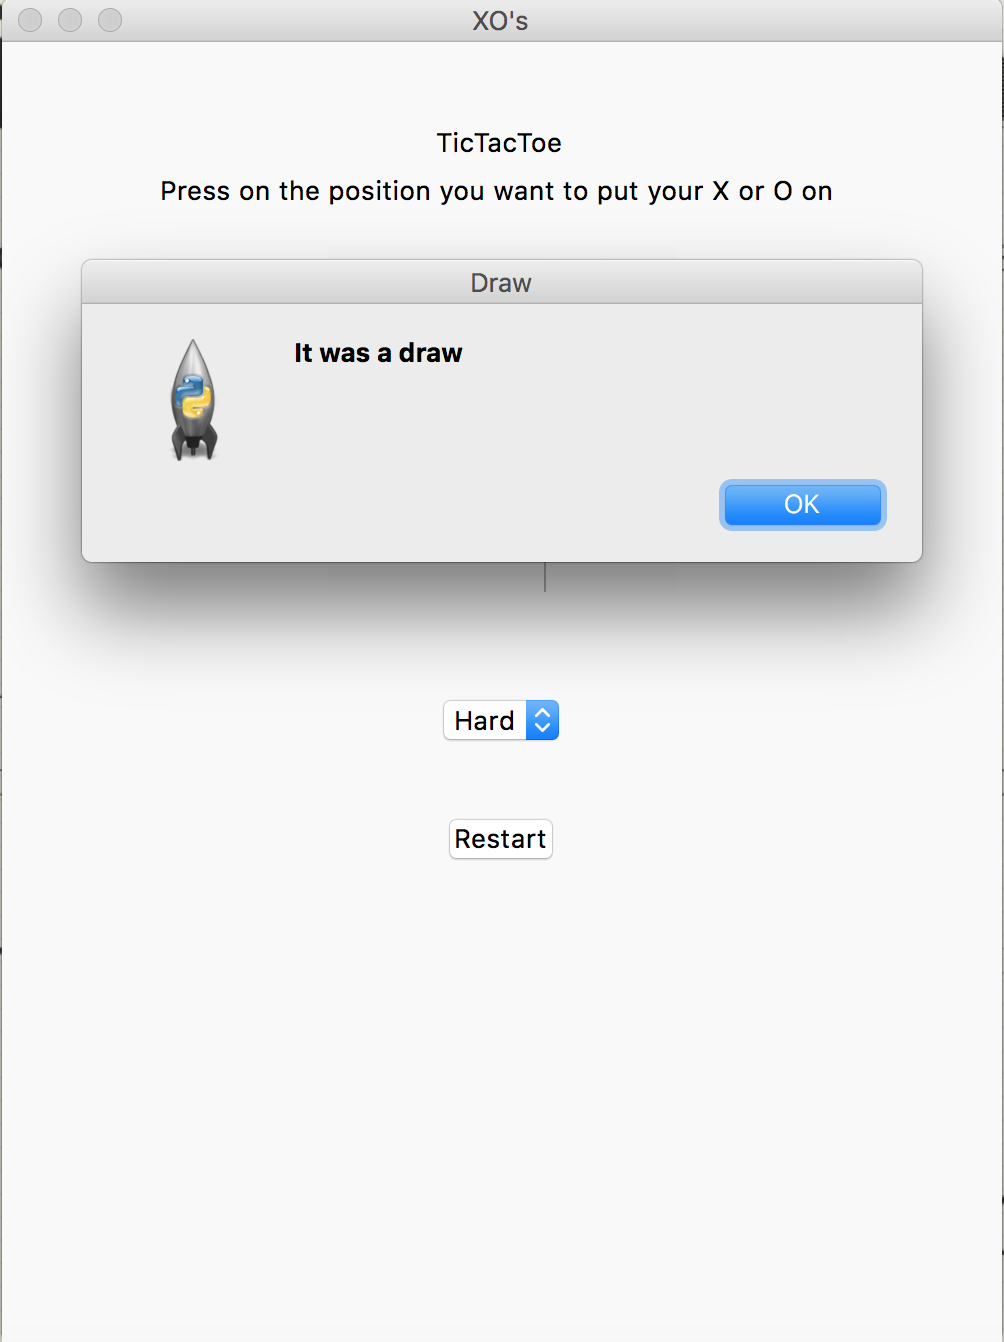 XO's
TicTacToe
Press on the position you want to put your X or O on
Draw
It was a draw
OK
Hard
Restart